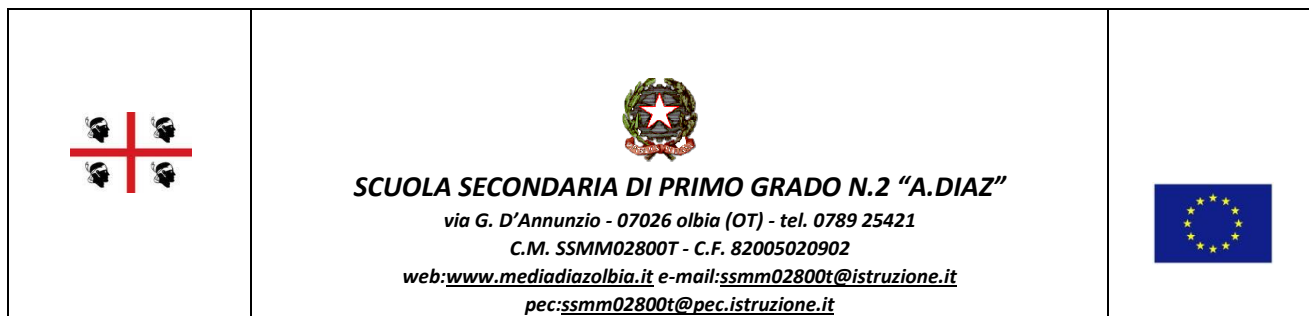 SCUOLA SECONDARIA DI PRIMO GRADO N.2 “A.DIAZ”
via G. D’Annunzio - 07026 olbia (OT) - tel. 0789 25421
C.M. SSMM02800T - C.F. 82005020902
web:www.mediadiazolbia.it e-mail:ssmm02800t@istruzione.it
pec:ssmm02800t@pec.istruzione.it